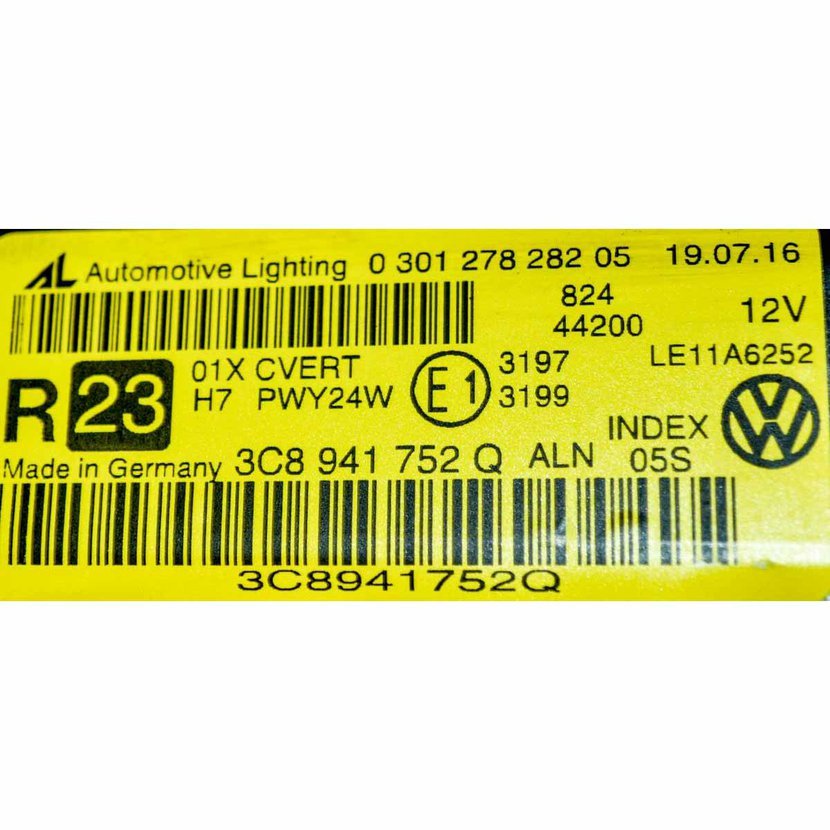 AL Automotive Lighting 0 301 278 282 05 19.07.16
824 12V
44200
R 23 01X CVERT E1 3197 LE11A6252
H7 PWY24W 3199
INDEX VW
Made in Germany 3C8 941 752 Q ALN 05S
3C8941752Q